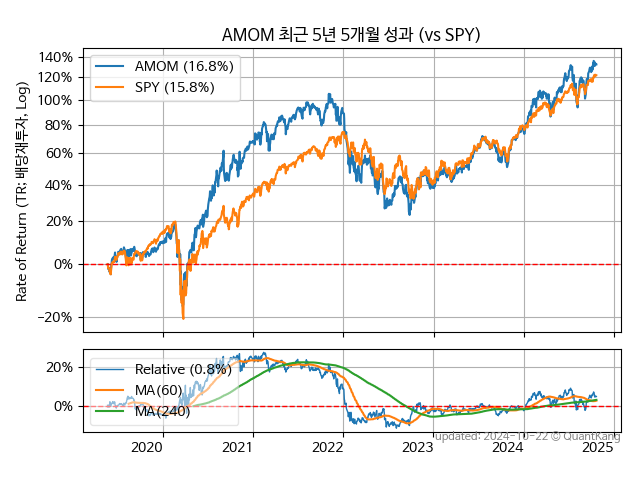 AMOM 최근 5년 5개월 성과 (vs SPY)
140%
120%
100%
80%
60%
40%
20%
0%
−20%
Rate of Return (TR: 배당재투자, Log)
AMOM (16.8%)
SPY (15.8%)
20%
0%
Relative (0.8%)
MA(60)
MA(240)
updated: 2024-10-22 © QuantKang
2020
2021
2022
2023
2024
2025